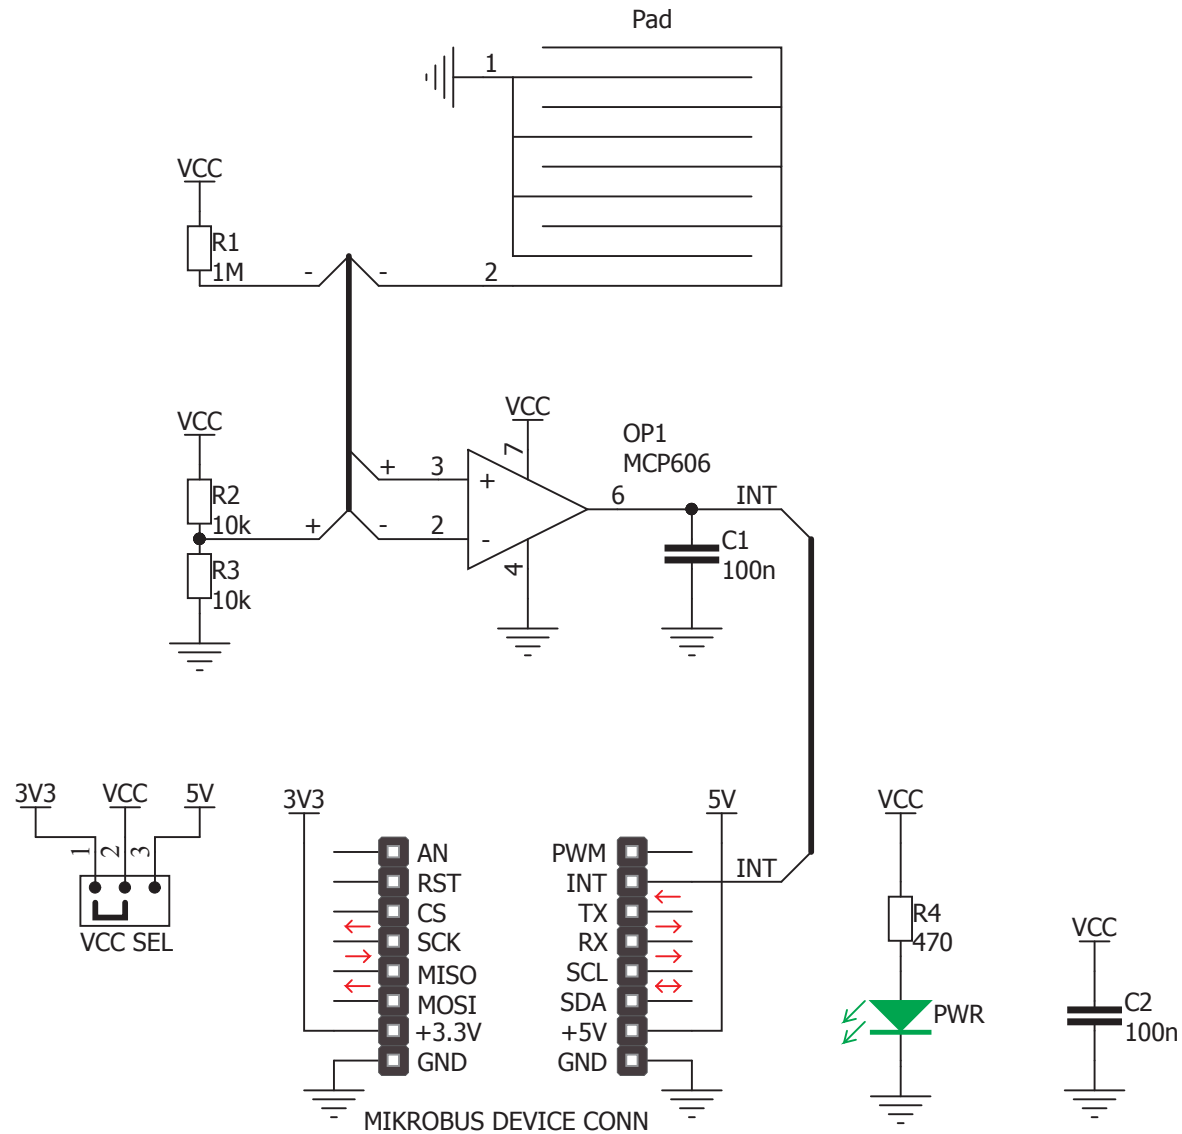 Pad
1
VCC
R1
1M
-
-
2
VCC
R2
10k
+
R3
10k
VCC
7
OP1
MCP606
+
3
+
-
2
-
4
6
INT
C1
100n
3V3
VCC
5V
1
2
3
VCC SEL
3V3
AN
RST
CS
SCK
MISO
MOSI
+3.3V
GND
5V
PWM
INT
INT
TX
RX
SCL
SDA
+5V
GND
MIKROBUS DEVICE CONN
VCC
R4
470
PWR
VCC
C2
100n